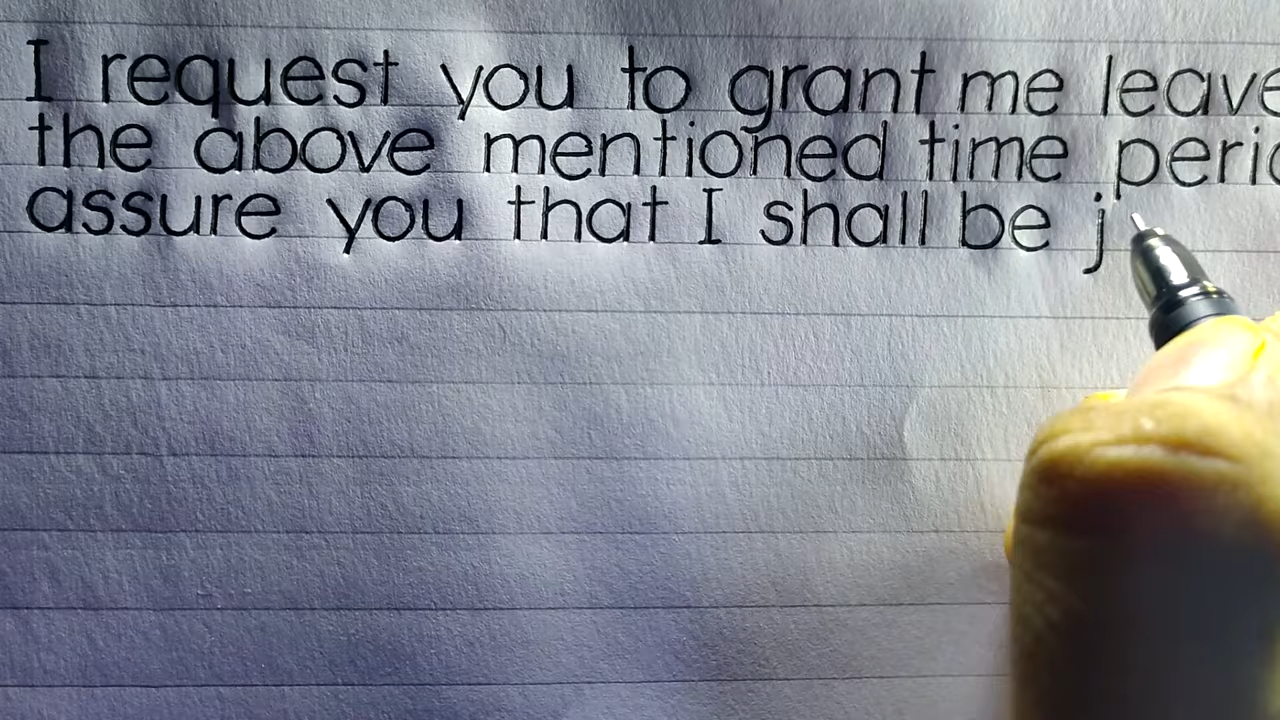 I request you to grant me leave
the above mentioned time perio
assure you that I shall be j